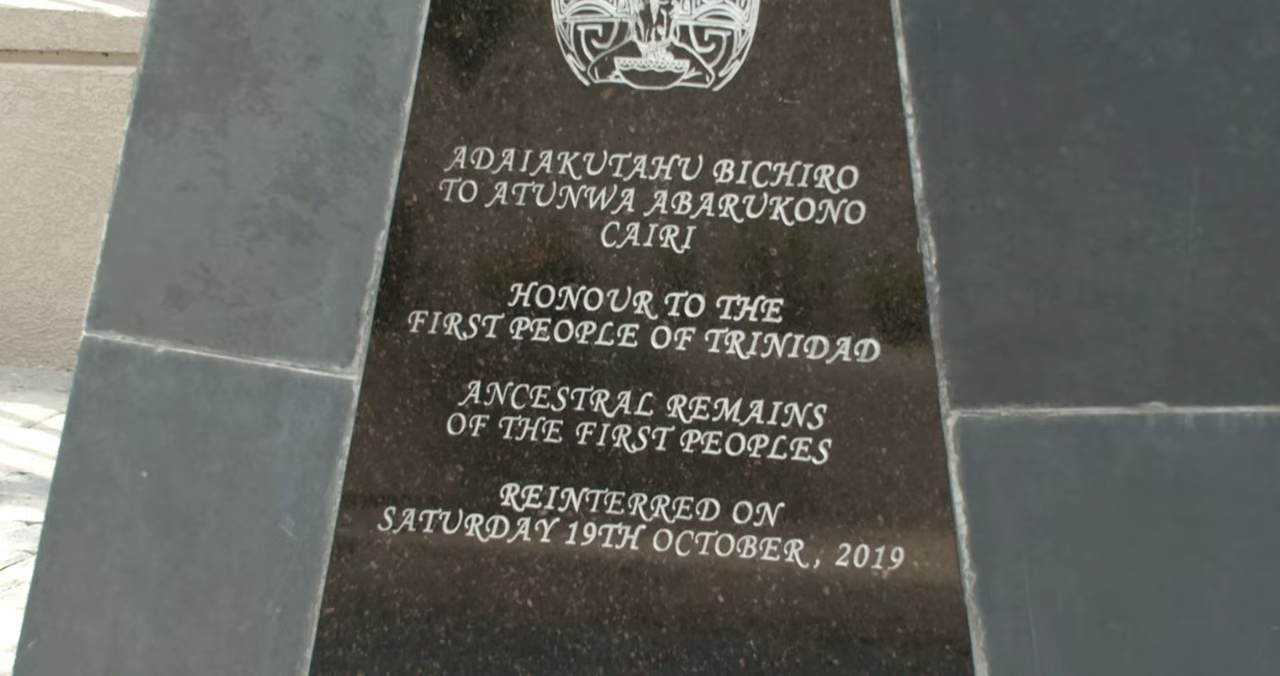 ADAIAKUTAHU BICHIRO
TO ATUNWA ABARUKONO
CAIRI
HONOUR TO THE
FIRST PEOPLE OF TRINIDAD
ANCESTRAL REMAINS
OF THE FIRST PEOPLES
REINTERRED ON
SATURDAY 19TH OCTOBER, 2019